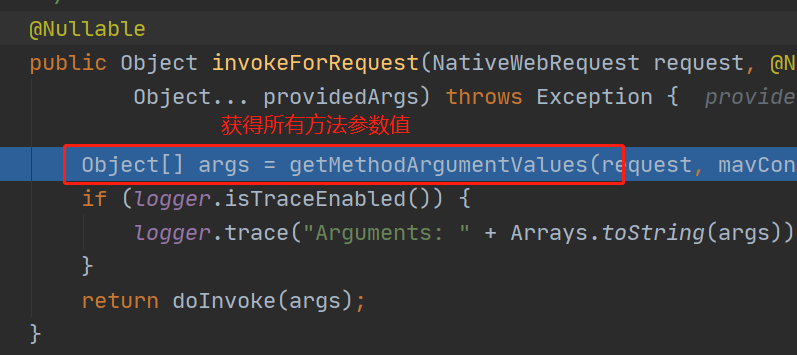 @Nullable
public Object invokeForRequest(NativeWebRequest request, @N
Object... providedArgs) throws Exception { provide
获得所有方法参数值
Object[] args = getMethodArgumentValues(request, mavCon
if (logger.isTraceEnabled()) {
logger.trace("Arguments: " + Arrays.toString(args))
}
return doInvoke(args);
}